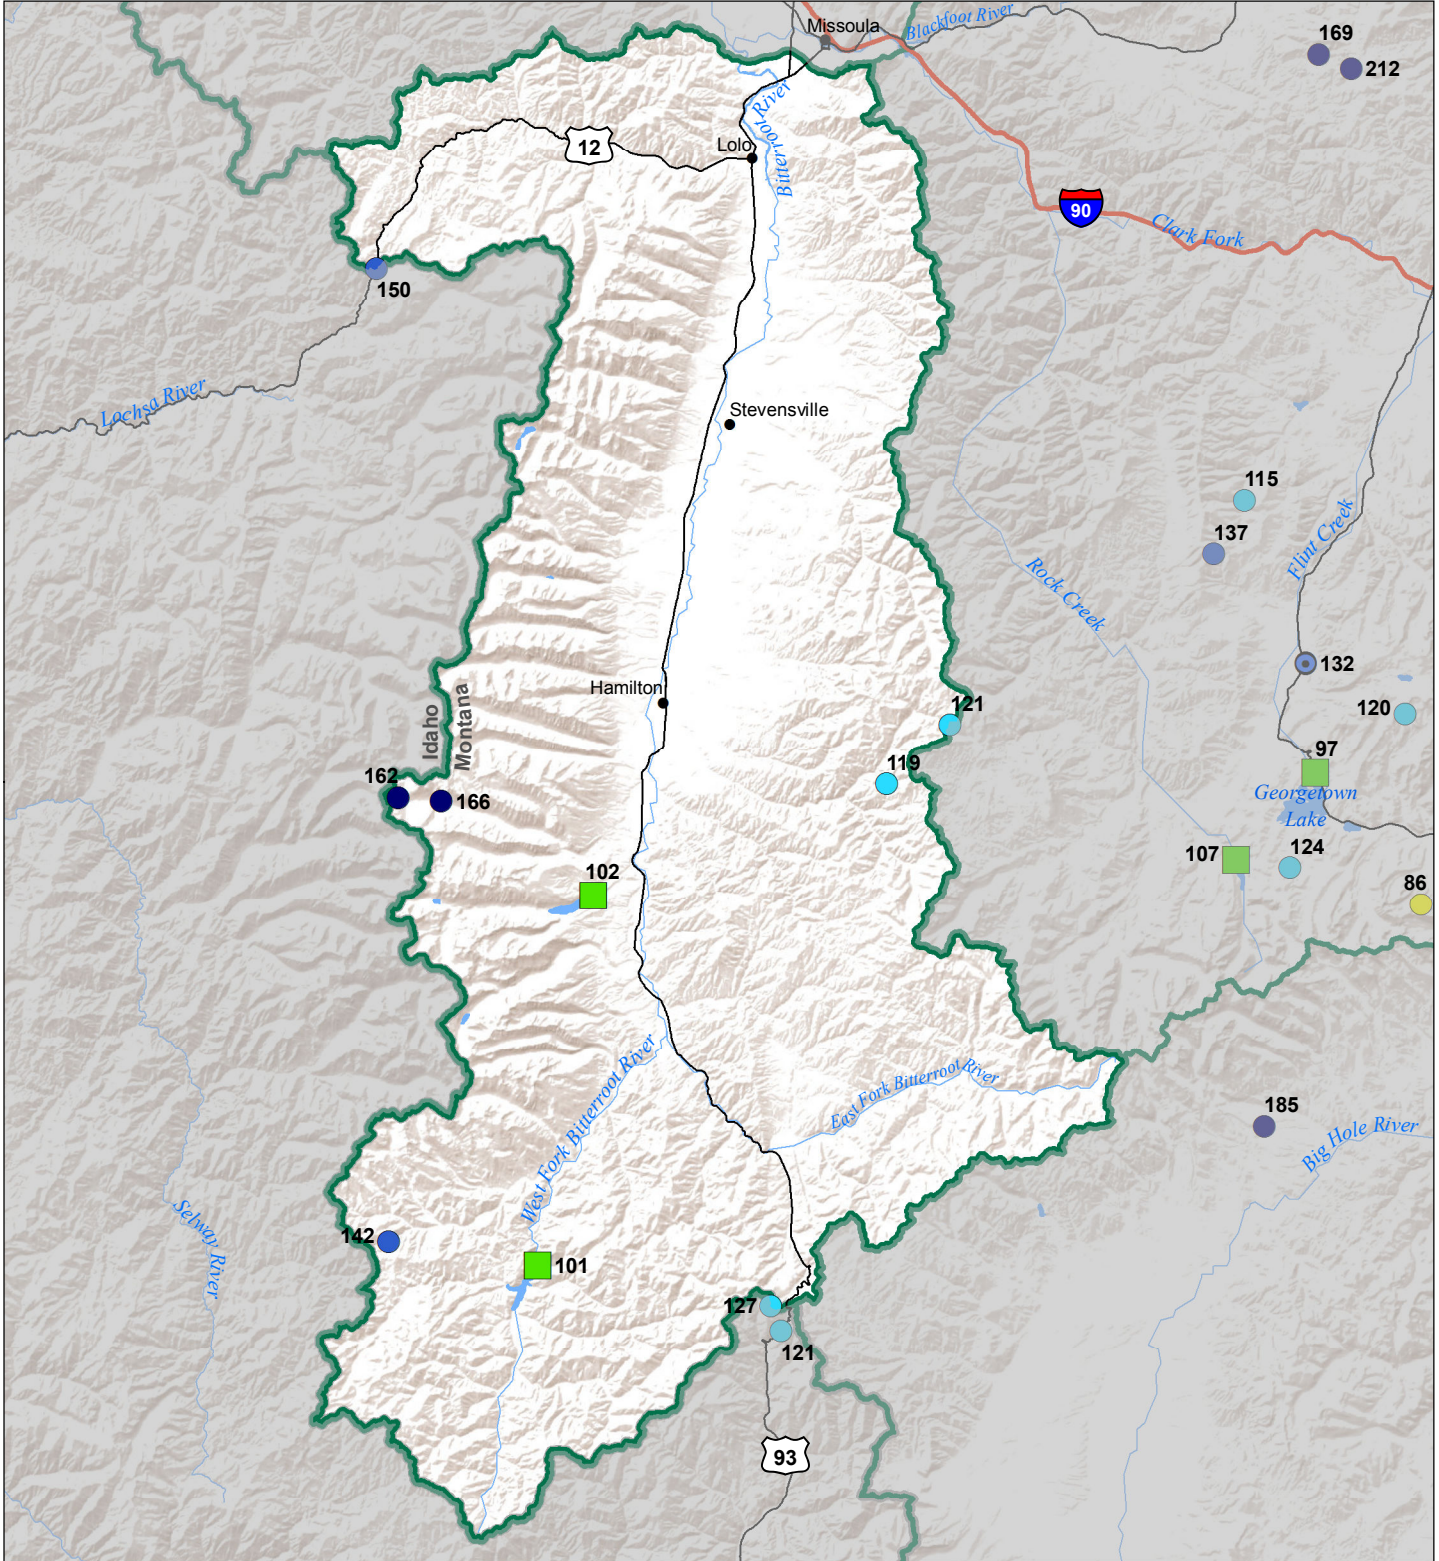 Missoula
Blackfoot River
169
212
Bitterroot River
12
Lolo
90
Clark Fork
150
Lochsa River
Stevensville
115
137
Flint Creek
Rock Creek
132
Idaho
Montana
Hamilton
121
120
119
97
162
166
Georgetown
Lake
107
124
102
86
West Fork Bitterroot River
East Fork Bitterroot River
185
Big Hole River
Selway River
142
101
127
121
93